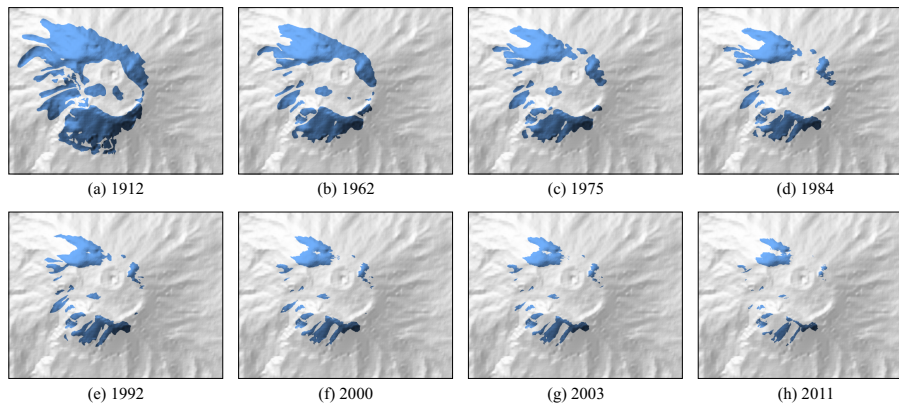 (a) 1912
(b) 1962
(c) 1975
(d) 1984
(e) 1992
(f) 2000
(g) 2003
(h) 2011